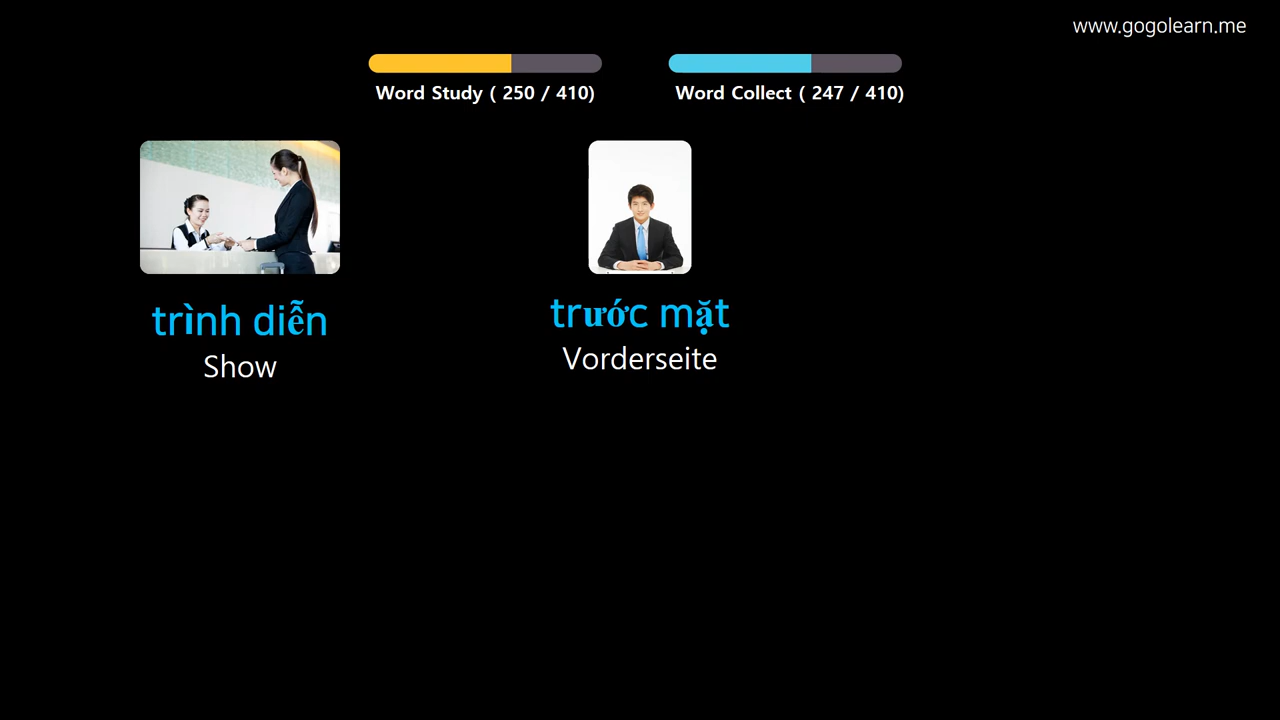 www.gogolearn.me
Word Study ( 250 / 410)
Word Collect ( 247 / 410)
trình diễn
Show
trước mặt
Vorderseite